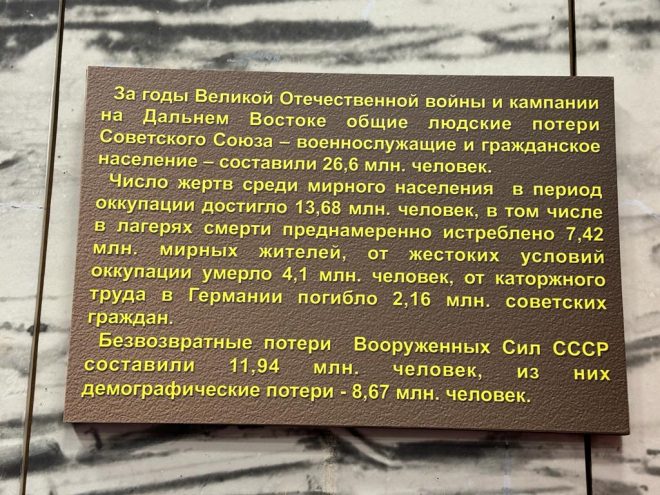 За годы Великой Отечественной войны и кампании
на Дальнем Востоке общие людские потери
Советского Союза – военнослужащие и гражданское
население – составили 26,6 млн. человек.
Число жертв среди мирного населения в период
оккупации достигло 13,68 млн. человек, в том числе
в лагерях смерти преднамеренно истреблено 7,42
млн. мирных жителей, от жестоких условий
оккупации умерло 4,1 млн. человек, от каторжного
труда в Германии погибло 2,16 млн. советских
граждан.
Безвозвратные потери Вооруженных Сил СССР
составили 11,94 млн. человек, из них
демографические потери - 8,67 млн. человек.